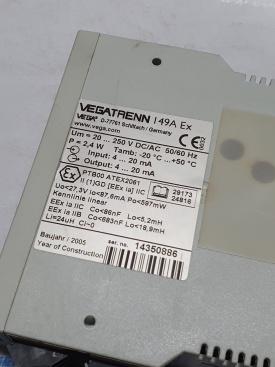 VEGATRENN 149A Ex
VEGA® D-77761 Schiltach / Germany
www.vega.com
Um = 20 ... 250 V DC/AC 50/60 Hz
P = 2,4 W Tamb: -20 °C ...+50 °C
Input: 4 ... 20 mA
Output: 4 ... 20 mA
CE 0032
PTB00 ATEX2061
II (1)GD [EEx ia] IIC
29173
24816
Uo=27,3V Io=87,6mA Po=597mW
Kennlinie linear
EEx ia IIC Co<86nF Lo<5,2mH
EEx ia IIB Co<683nF Lo<18,9mH
Li=24uH Ci~0
Baujahr / 2005
Year of Construction
ser. no. 14350886